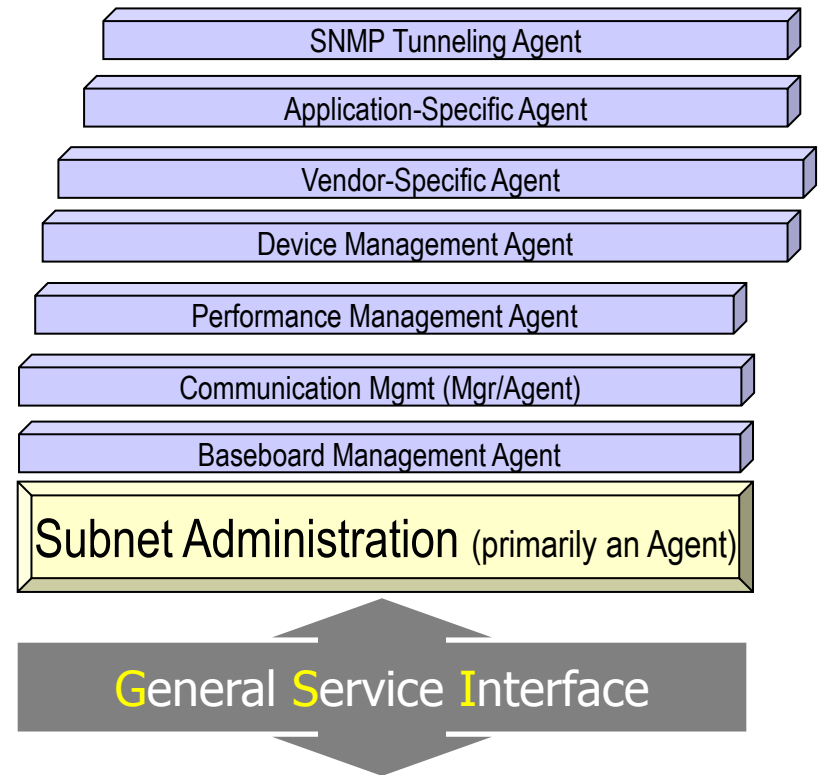 SNMP Tunneling Agent
Application-Specific Agent
Vendor-Specific Agent
Device Management Agent
Performance Management Agent
Communication Mgmt (Mgr/Agent)
Baseboard Management Agent
Subnet Administration (primarily an Agent)
General Service Interface